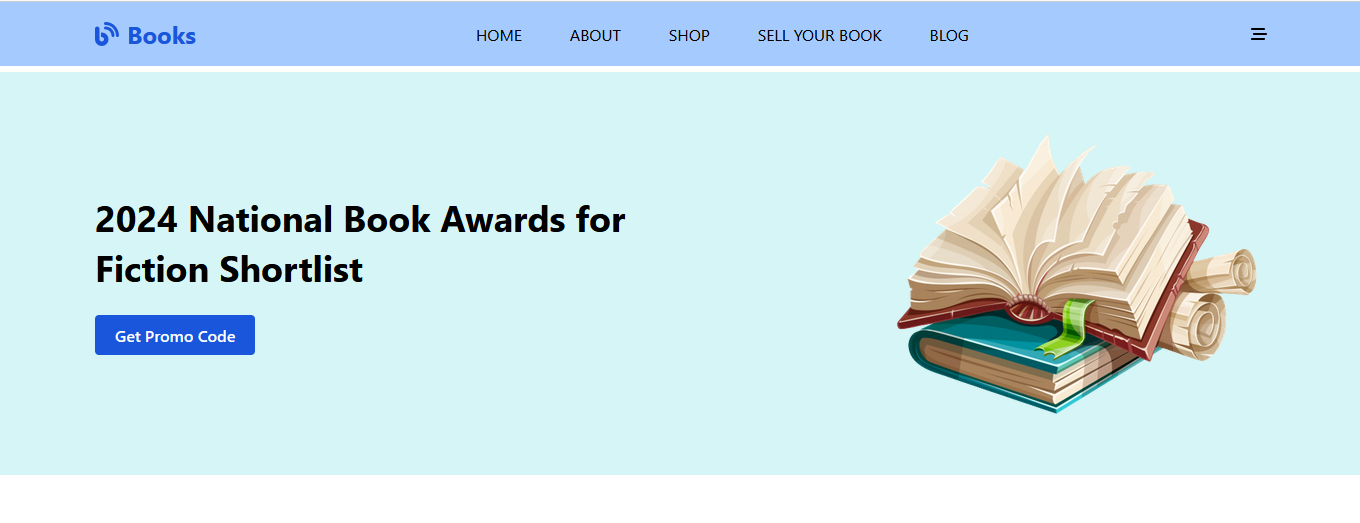 Books
HOME ABOUT SHOP SELL YOUR BOOK BLOG
2024 National Book Awards for
Fiction Shortlist
Get Promo Code